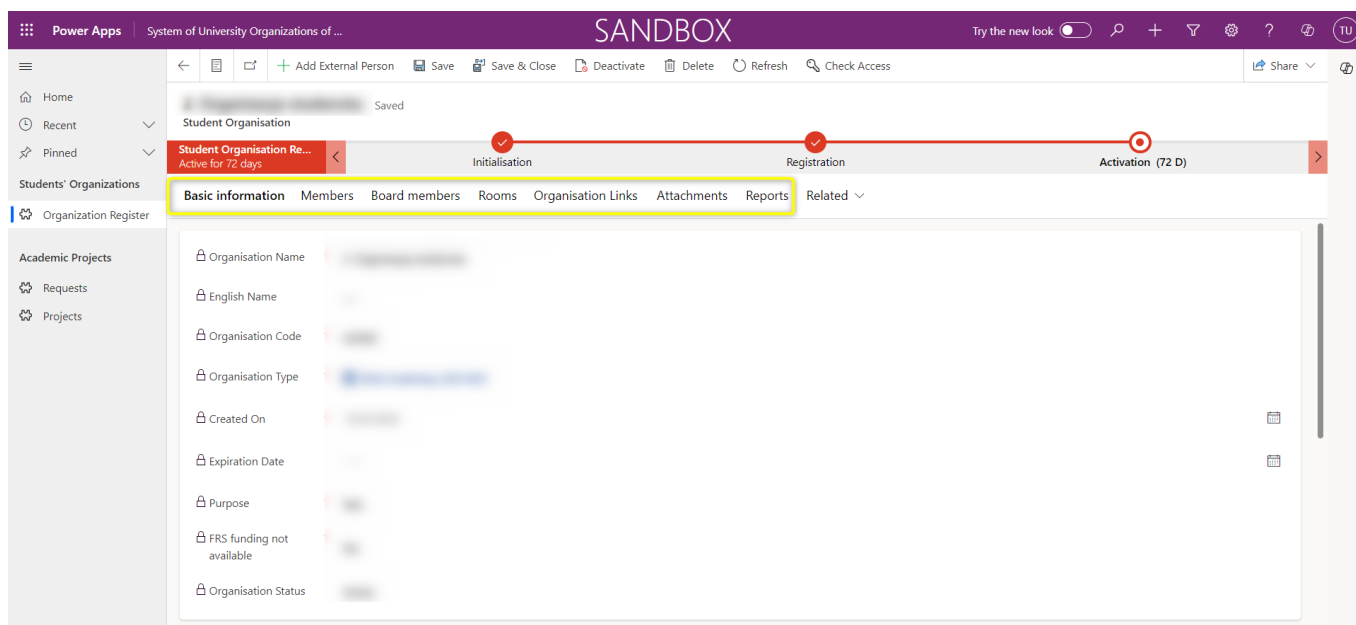 Power Apps System of University Organizations of ... SANDBOX Try the new look TU
Add External Person Save Save & Close Deactivate Delete Refresh Check Access Share
Home
Recent
Pinned
Students' Organizations
Organization Register
Academic Projects
Requests
Projects
Saved
Student Organisation
Student Organisation Re...
Active for 72 days
Initialisation Registration Activation (72 D)
Basic information Members Board members Rooms Organisation Links Attachments Reports Related
Organisation Name
English Name
Organisation Code
Organisation Type
Created On
Expiration Date
Purpose
FRS funding not
available
Organisation Status